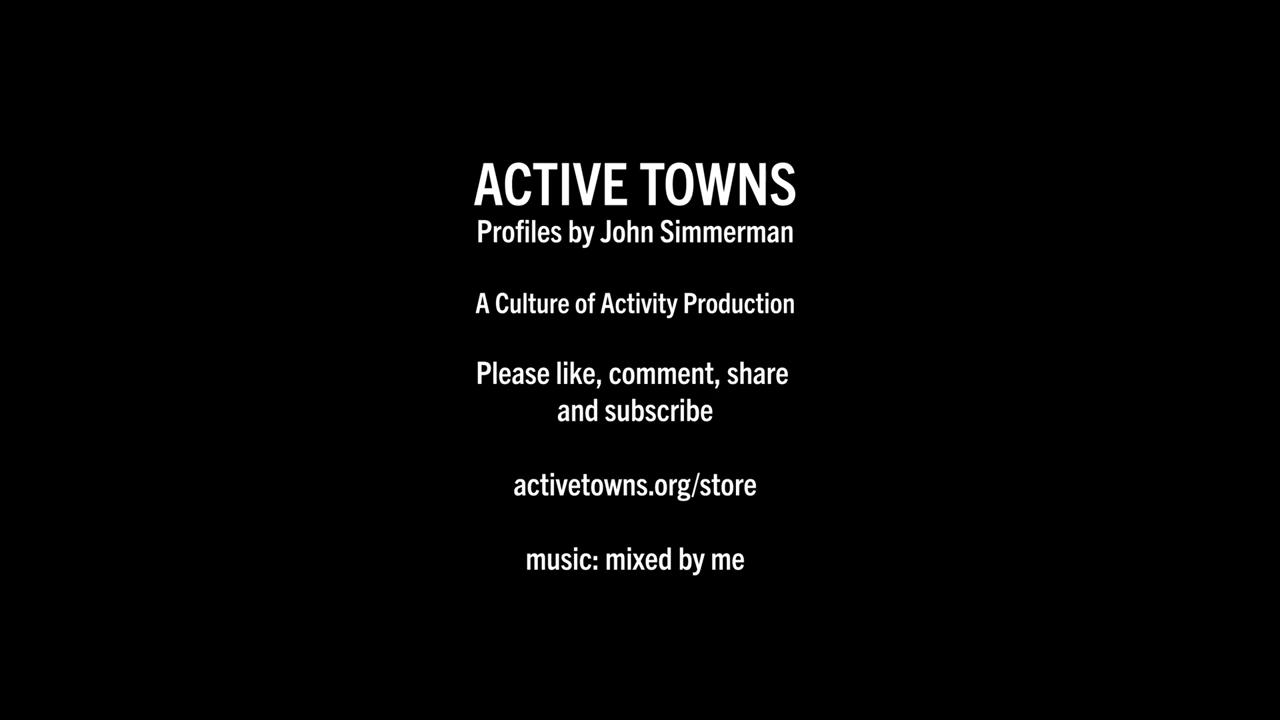 ACTIVE TOWNS
Profiles by John Simmerman
A Culture of Activity Production
Please like, comment, share
and subscribe
activetowns.org/store
music: mixed by me